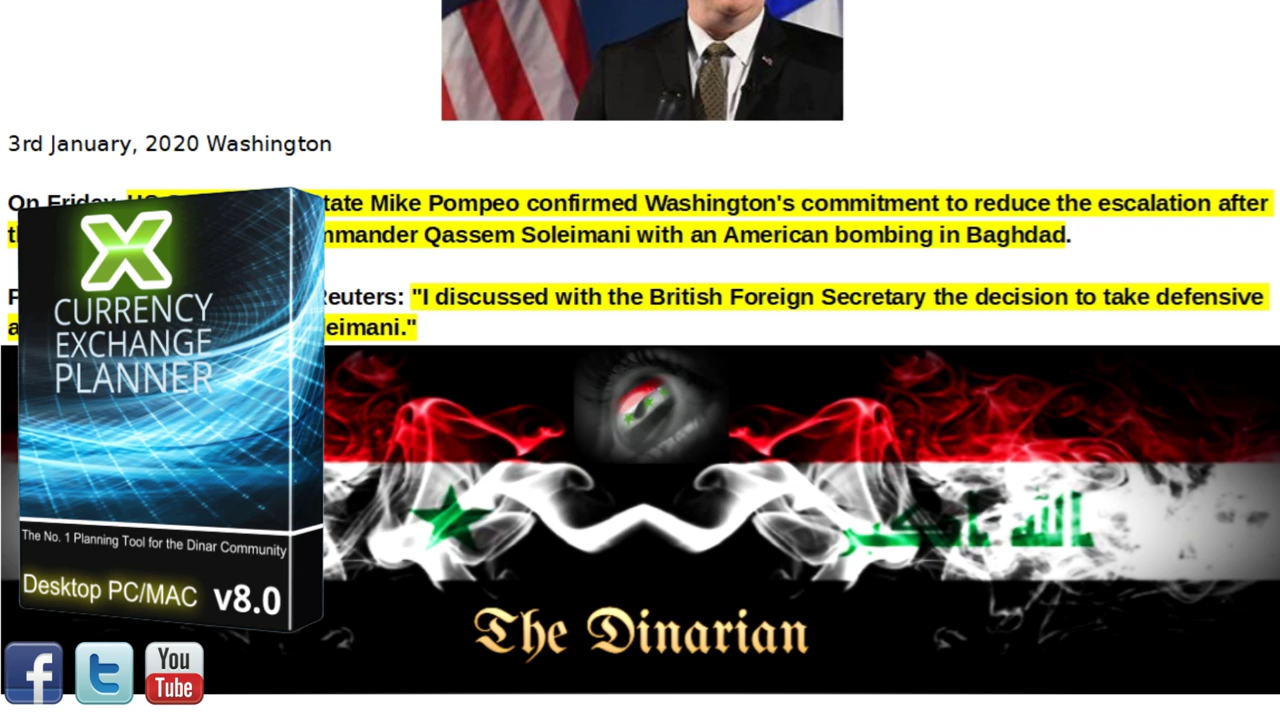 3rd January, 2020 Washington
On Friday, tate Mike Pompeo confirmed Washington's commitment to reduce the escalation after
mmander Qassem Soleimani with an American bombing in Baghdad.
Reuters: "I discussed with the British Foreign Secretary the decision to take defensive
leimani."
X
CURRENCY
EXCHANGE
PLANNER
The No. 1 Planning Tool for the Dinar Community
Desktop PC/MAC v8.0
الله اكبر
The Dinarian
f
t
You
Tube